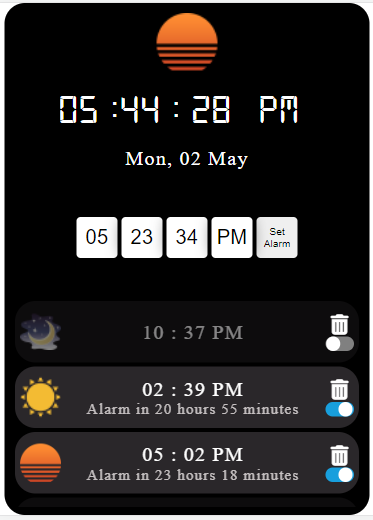 05 :44 : 28 PM
Mon, 02 May
05 23 34 PM Set Alarm
10 : 37 PM
02 : 39 PM
Alarm in 20 hours 55 minutes
05 : 02 PM
Alarm in 23 hours 18 minutes